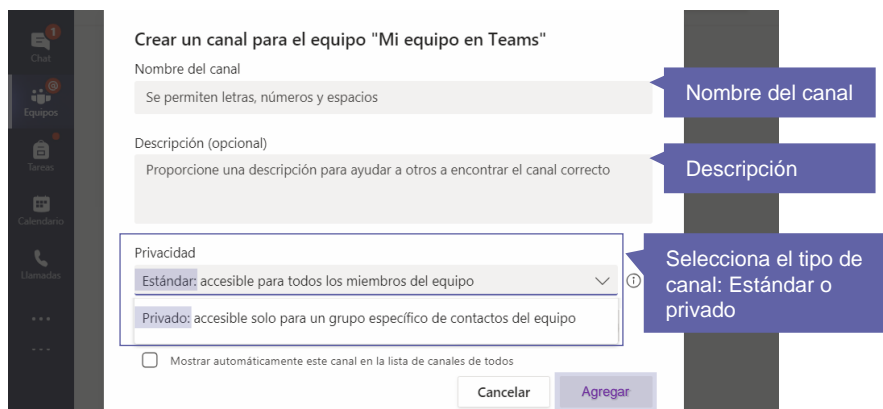 Chat
1
Equipos
@
Tareas
Calendario
Llamadas
Crear un canal para el equipo "Mi equipo en Teams"
Nombre del canal
Se permiten letras, números y espacios
Descripción (opcional)
Proporcione una descripción para ayudar a otros a encontrar el canal correcto
Privacidad
Estándar: accesible para todos los miembros del equipo
Privado: accesible solo para un grupo específico de contactos del equipo
Mostrar automáticamente este canal en la lista de canales de todos
Cancelar
Agregar
Nombre del canal
Descripción
Selecciona el tipo de
canal: Estándar o
privado